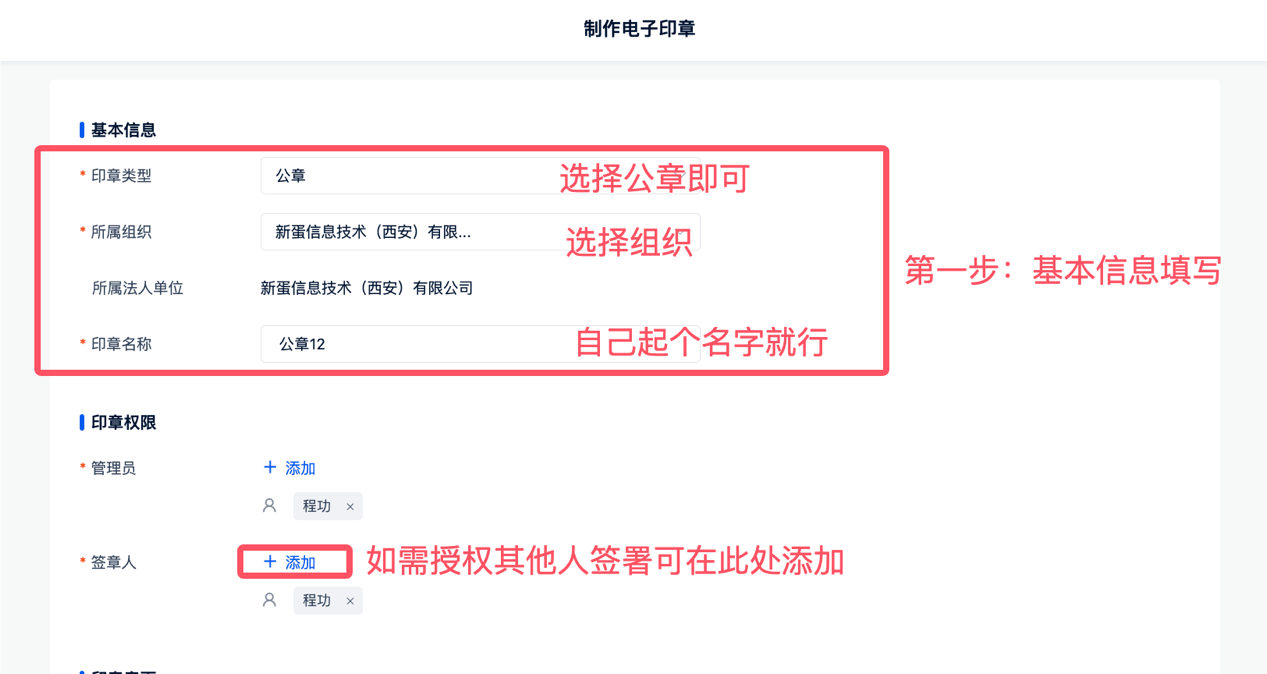 制作电子印章
基本信息
* 印章类型 公章 选择公章即可
* 所属组织 新蛋信息技术（西安）有限... 选择组织
所属法人单位 新蛋信息技术（西安）有限公司
第一步：基本信息填写
* 印章名称 公章12 自己起个名字就行
印章权限
* 管理员 + 添加
程功 ×
* 签章人 + 添加 如需授权其他人签署可在此处添加
程功 ×